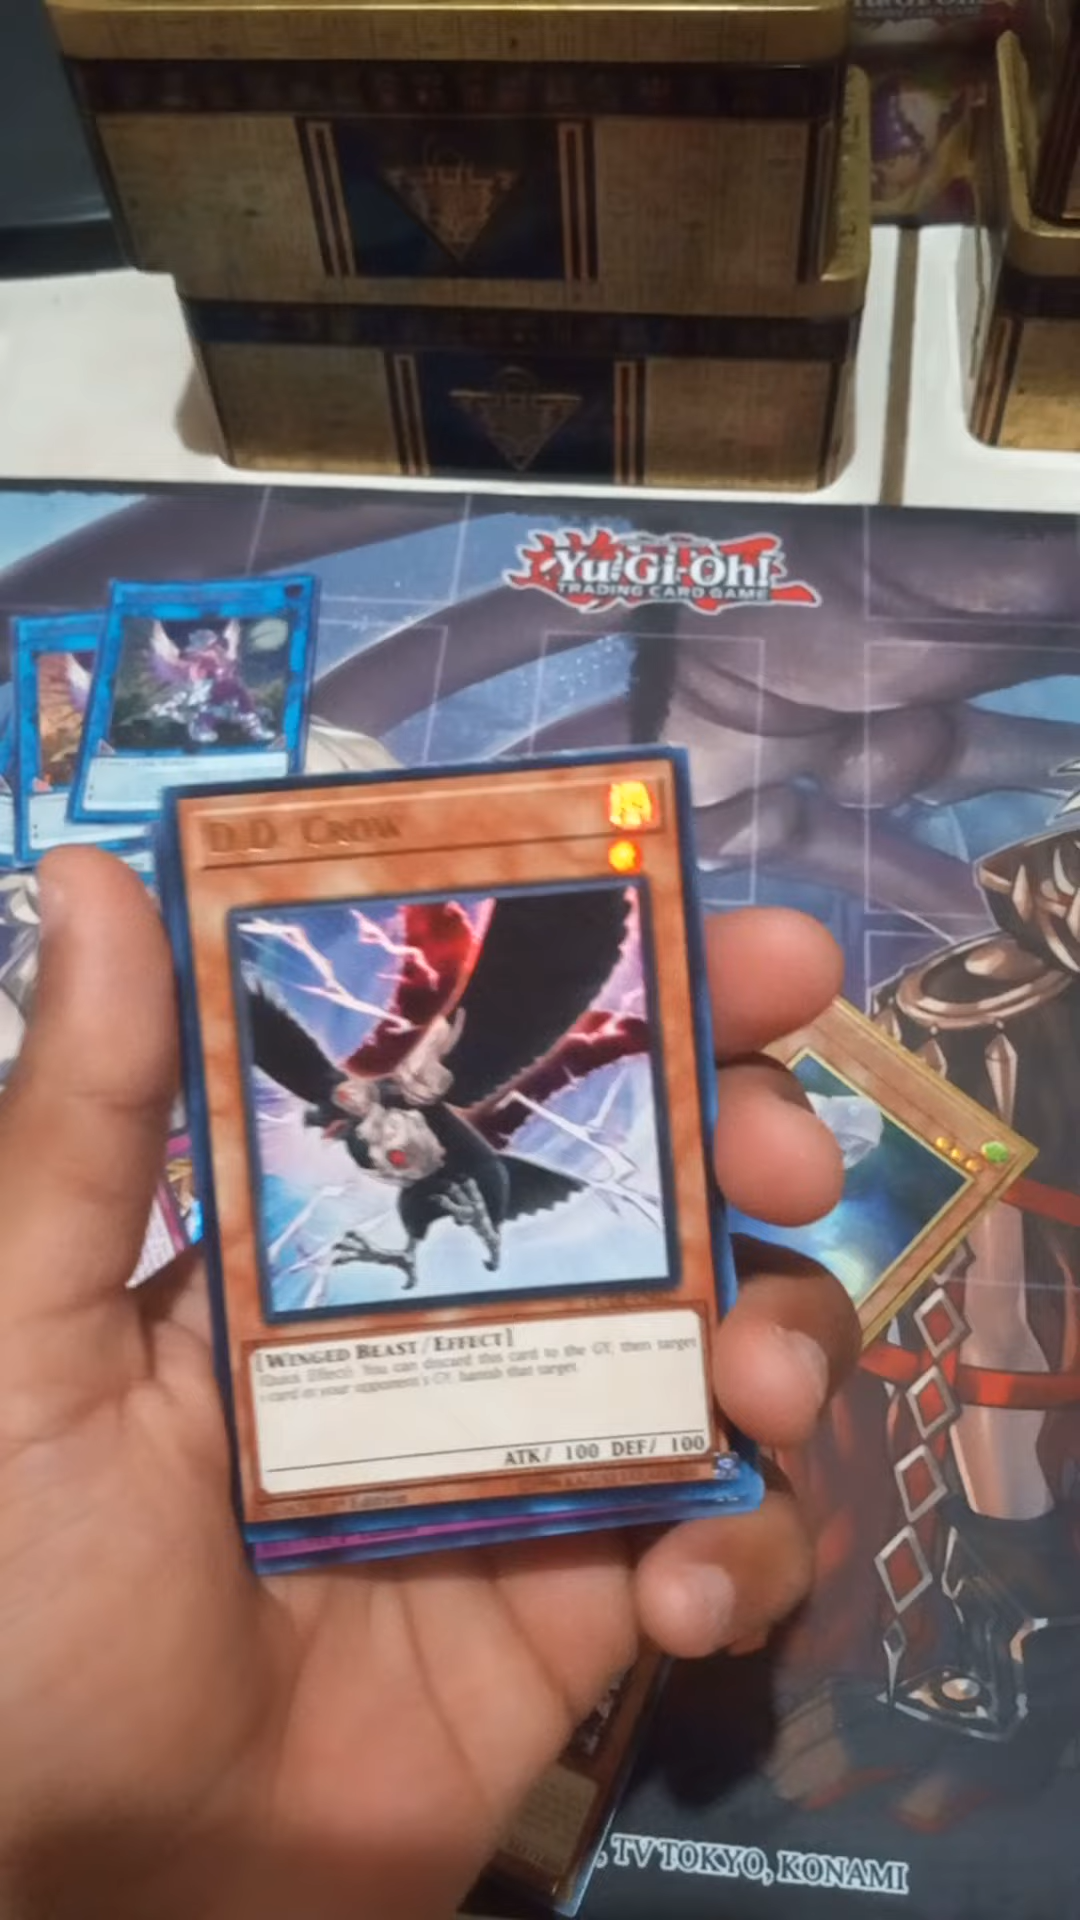 Yu-Gi-Oh!
TRADING CARD GAME
D.D. CROW
[WINGED BEAST/EFFECT]
(Quick Effect): You can discard this card to the GY, then target
1 card in your opponent's GY; banish that target.
ATK/ 100 DEF/ 100
1st Edition
, TV TOKYO, KONAMI